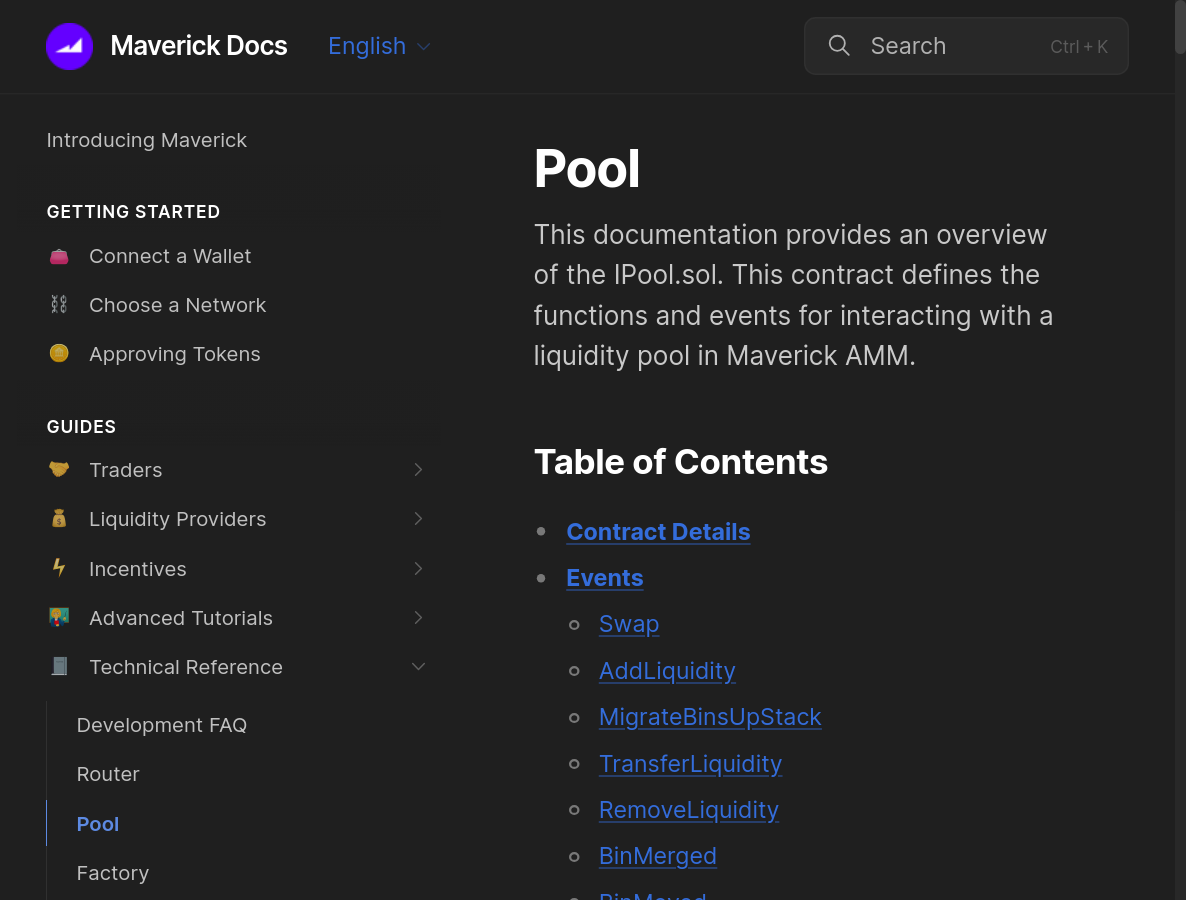 Maverick Docs
English
Search
Ctrl + K
Introducing Maverick
GETTING STARTED
Connect a Wallet
Choose a Network
Approving Tokens
GUIDES
Traders
Liquidity Providers
Incentives
Advanced Tutorials
Technical Reference
Development FAQ
Router
Pool
Factory
Pool
This documentation provides an overview
of the IPool.sol. This contract defines the
functions and events for interacting with a
liquidity pool in Maverick AMM.
Table of Contents
Contract Details
Events
Swap
AddLiquidity
MigrateBinsUpStack
TransferLiquidity
RemoveLiquidity
BinMerged
BinMoved